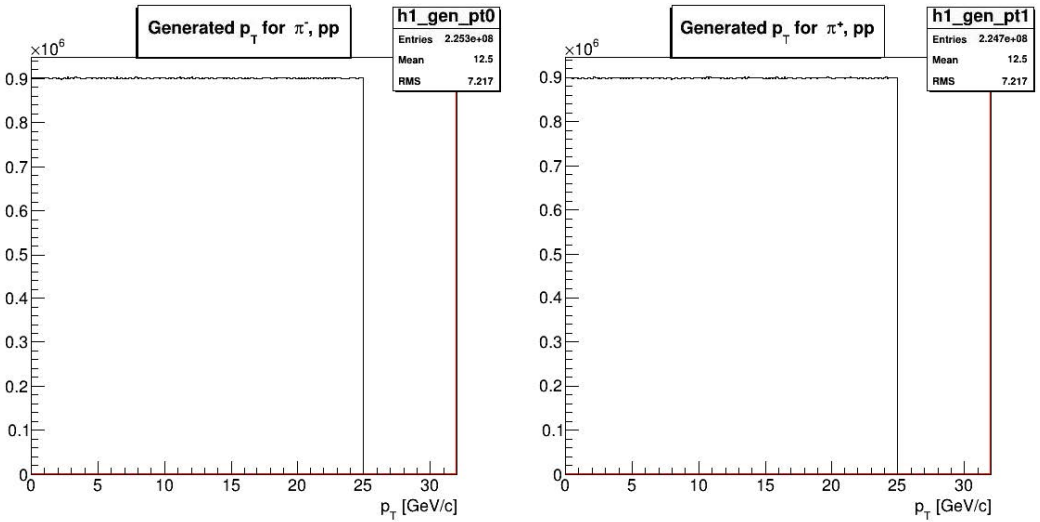 Generated p_T for π⁻, pp
h1_gen_pt0
Entries 2.253e+08
Mean 12.5
RMS 7.217
×10⁶
0.9
0.8
0.7
0.6
0.5
0.4
0.3
0.2
0.1
0
0 5 10 15 20 25 30
p_T [GeV/c]
Generated p_T for π⁺, pp
h1_gen_pt1
Entries 2.247e+08
Mean 12.5
RMS 7.217
×10⁶
0.9
0.8
0.7
0.6
0.5
0.4
0.3
0.2
0.1
0
0 5 10 15 20 25 30
p_T [GeV/c]